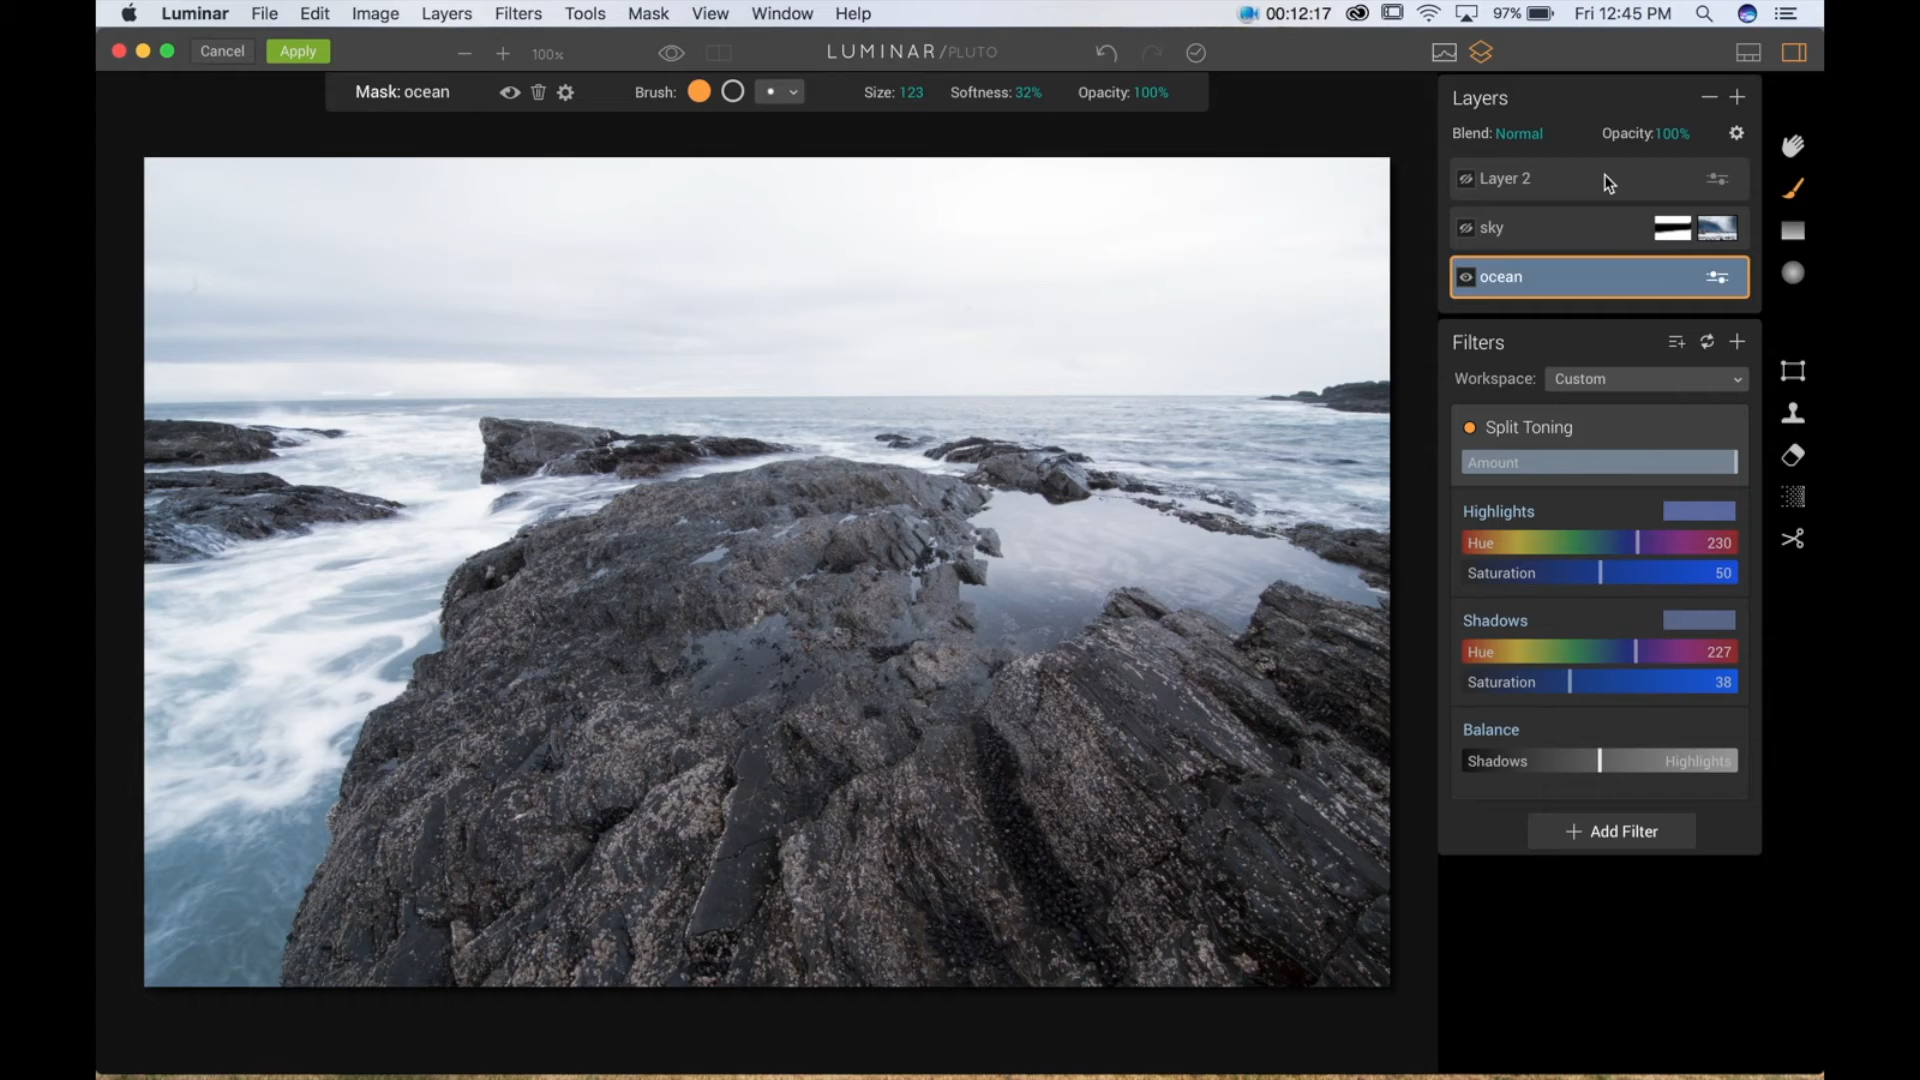 Luminar File Edit Image Layers Filters Tools Mask View Window Help 00:12:17 97% Fri 12:45 PM
Cancel Apply 100% LUMINAR/PLUTO
Mask: ocean Brush: Size: 123 Softness: 32% Opacity: 100%
Layers
Blend: Normal Opacity:100%
Layer 2
sky
ocean
Filters
Workspace: Custom
Split Toning
Amount
Highlights
Hue 230
Saturation 50
Shadows
Hue 227
Saturation 38
Balance
Shadows Highlights
Add Filter